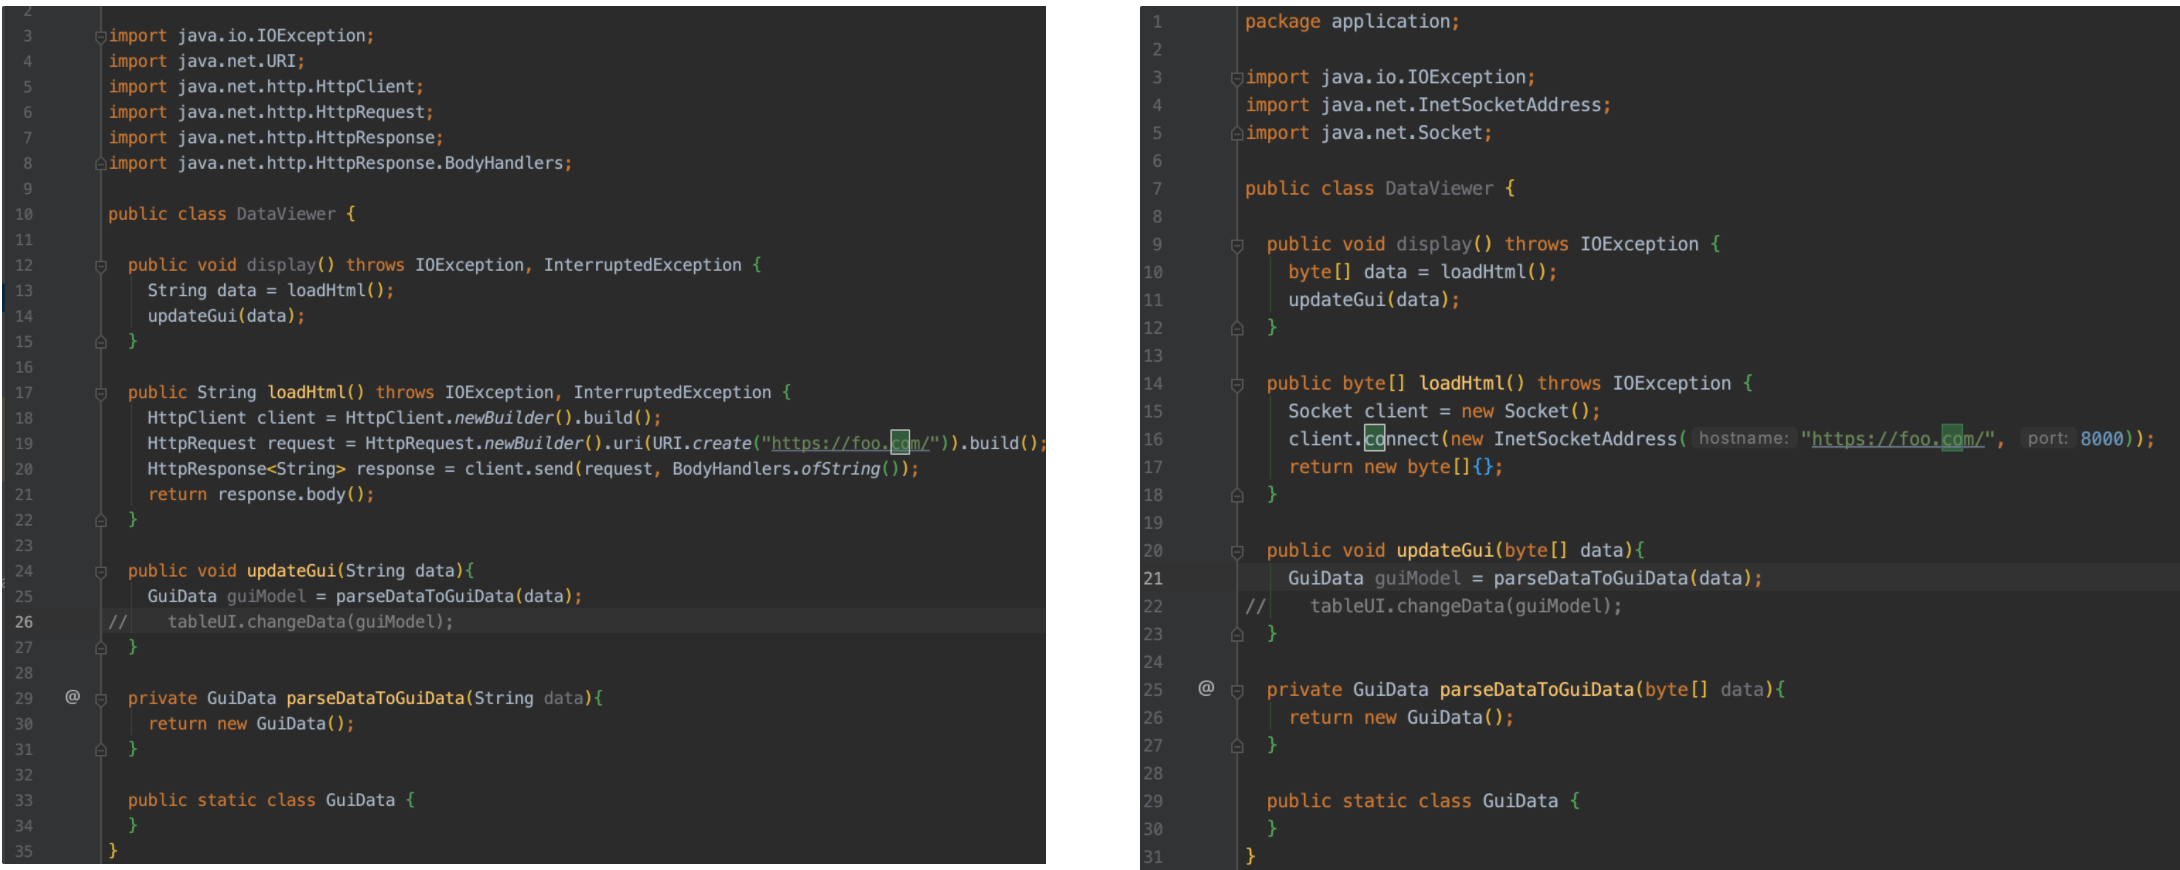 2
3 import java.io.IOException;
4 import java.net.URI;
5 import java.net.http.HttpClient;
6 import java.net.http.HttpRequest;
7 import java.net.http.HttpResponse;
8 import java.net.http.HttpResponse.BodyHandlers;
9
10 public class DataViewer {
11
12 public void display() throws IOException, InterruptedException {
13 String data = loadHtml();
14 updateGui(data);
15 }
16
17 public String loadHtml() throws IOException, InterruptedException {
18 HttpClient client = HttpClient.newBuilder().build();
19 HttpRequest request = HttpRequest.newBuilder().uri(URI.create("https://foo.com/")).build();
20 HttpResponse<String> response = client.send(request, BodyHandlers.ofString());
21 return response.body();
22 }
23
24 public void updateGui(String data){
25 GuiData guiModel = parseDataToGuiData(data);
26 // tableUI.changeData(guiModel);
27 }
28
29 @ private GuiData parseDataToGuiData(String data){
30 return new GuiData();
31 }
32
33 public static class GuiData {
34 }
35 }
1 package application;
2
3 import java.io.IOException;
4 import java.net.InetSocketAddress;
5 import java.net.Socket;
6
7 public class DataViewer {
8
9 public void display() throws IOException {
10 byte[] data = loadHtml();
11 updateGui(data);
12 }
13
14 public byte[] loadHtml() throws IOException {
15 Socket client = new Socket();
16 client.connect(new InetSocketAddress( hostname: "https://foo.com/", port: 8000));
17 return new byte[]{};
18 }
19
20 public void updateGui(byte[] data){
21 GuiData guiModel = parseDataToGuiData(data);
22 // tableUI.changeData(guiModel);
23 }
24
25 @ private GuiData parseDataToGuiData(byte[] data){
26 return new GuiData();
27 }
28
29 public static class GuiData {
30 }
31 }